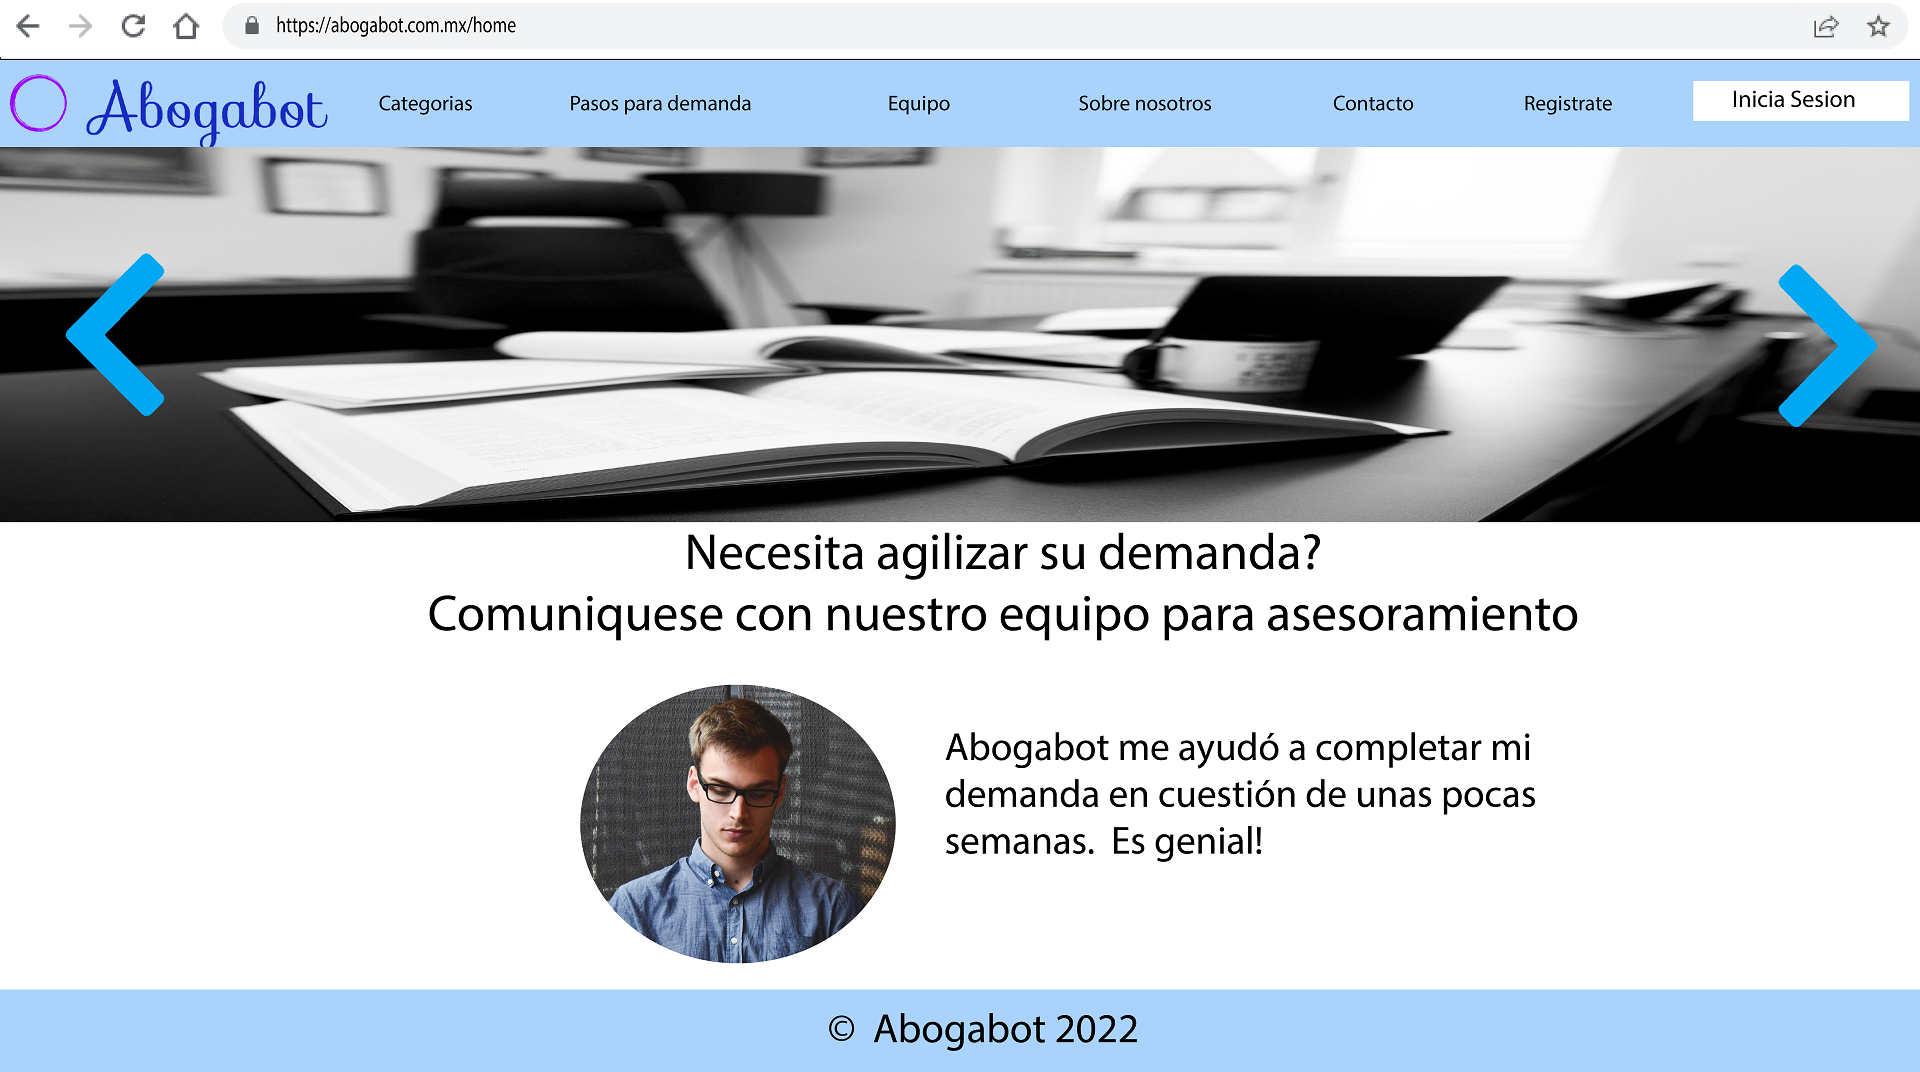 https://abogabot.com.mx/home
Abogabot
Categorias
Pasos para demanda
Equipo
Sobre nosotros
Contacto
Registrate
Inicia Sesion
Necesita agilizar su demanda?
Comuniquese con nuestro equipo para asesoramiento
Abogabot me ayudó a completar mi
demanda en cuestión de unas pocas
semanas.  Es genial!
© Abogabot 2022